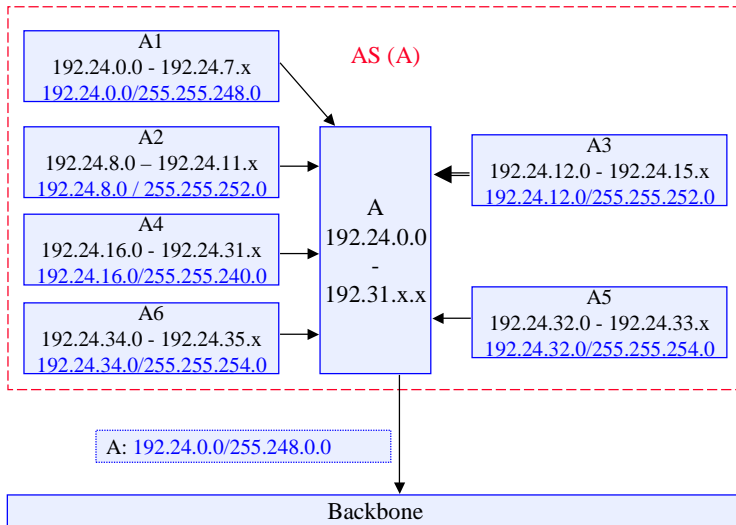 AS (A)
A1
192.24.0.0 - 192.24.7.x
192.24.0.0/255.255.248.0
A2
192.24.8.0 – 192.24.11.x
192.24.8.0 / 255.255.252.0
A4
192.24.16.0 - 192.24.31.x
192.24.16.0/255.255.240.0
A6
192.24.34.0 - 192.24.35.x
192.24.34.0/255.255.254.0
A
192.24.0.0
-
192.31.x.x
A3
192.24.12.0 - 192.24.15.x
192.24.12.0/255.255.252.0
A5
192.24.32.0 - 192.24.33.x
192.24.32.0/255.255.254.0
A: 192.24.0.0/255.248.0.0
Backbone